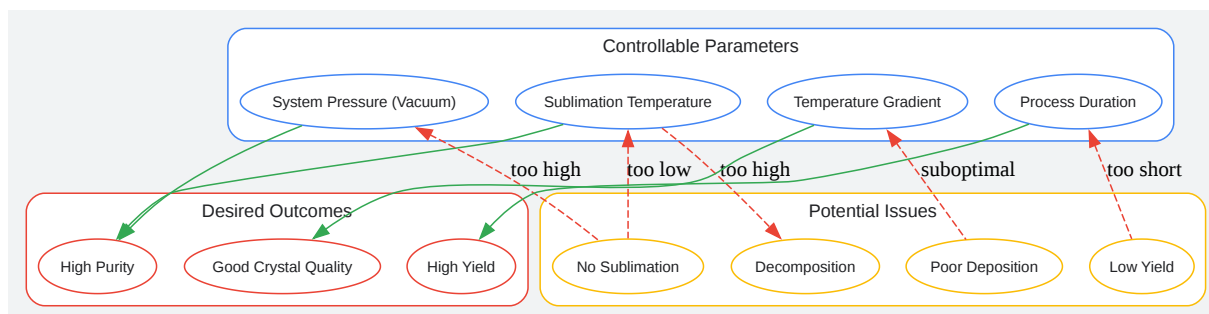 Controllable Parameters
System Pressure (Vacuum)
Sublimation Temperature
Temperature Gradient
Process Duration
too high
too low
too high
suboptimal
too short
Desired Outcomes
Potential Issues
High Purity
Good Crystal Quality
High Yield
No Sublimation
Decomposition
Poor Deposition
Low Yield